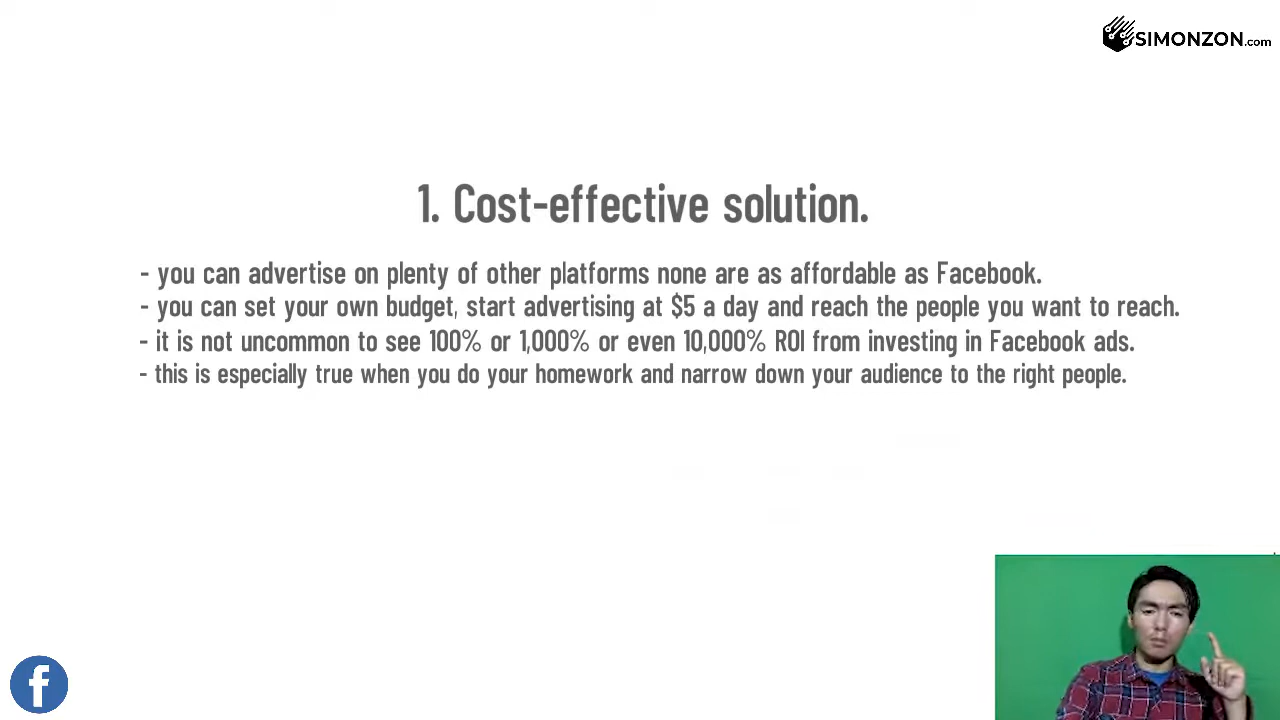 SIMONZON.com
1. Cost-effective solution.
- you can advertise on plenty of other platforms none are as affordable as Facebook.
- you can set your own budget, start advertising at $5 a day and reach the people you want to reach.
- it is not uncommon to see 100% or 1,000% or even 10,000% ROI from investing in Facebook ads.
- this is especially true when you do your homework and narrow down your audience to the right people.
f